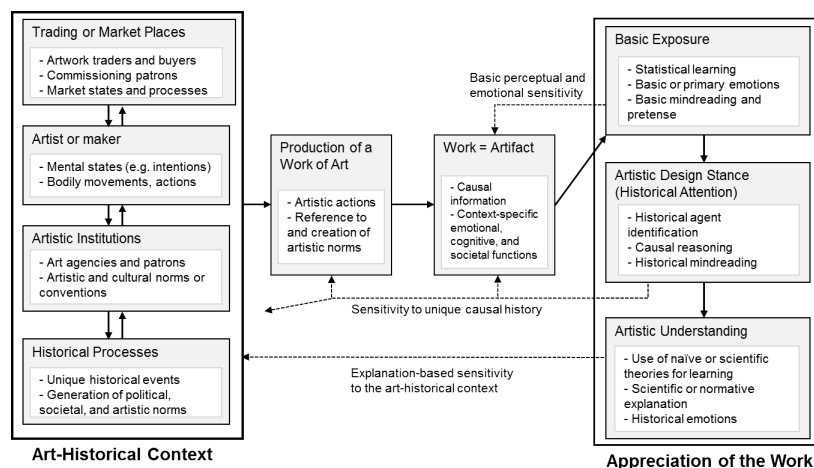 Trading or Market Places
- Artwork traders and buyers
- Commissioning patrons
- Market states and processes
Artist or maker
- Mental states (e.g. intentions)
- Bodily movements, actions
Artistic Institutions
- Art agencies and patrons
- Artistic and cultural norms or
conventions
Historical Processes
- Unique historical events
- Generation of political,
societal, and artistic norms
Art-Historical Context
Production of a
Work of Art
- Artistic actions
- Reference to
and creation of
artistic norms
Work = Artifact
- Causal
information
- Context-specific
emotional,
cognitive, and
societal functions
Basic perceptual and
emotional sensitivity
Sensitivity to unique causal history
Explanation-based sensitivity
to the art-historical context
Basic Exposure
- Statistical learning
- Basic or primary emotions
- Basic mindreading and
pretense
Artistic Design Stance
(Historical Attention)
- Historical agent
identification
- Causal reasoning
- Historical mindreading
Artistic Understanding
- Use of naïve or scientific
theories for learning
- Scientific or normative
explanation
- Historical emotions
Appreciation of the Work